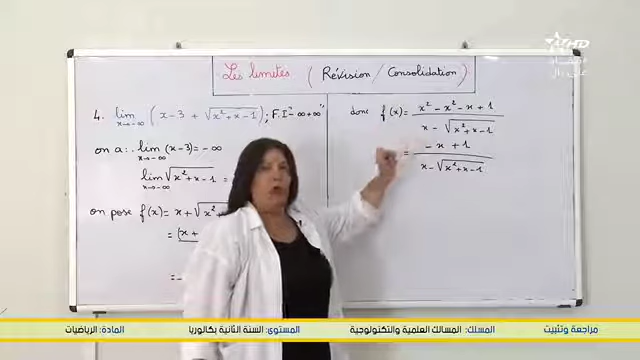 Les limites ( Révision / Consolidation )
4. lim x→-∞ (x - 3 + √(x²+x-1)) ; F.I "-∞+∞"
on a : . lim x→-∞ (x-3) = -∞
lim x→-∞ √(x²+x-1) =
on pose f(x) = x + √x²
= (x +
= -
donc f(x) = (x² - x² - x + 1) / (x - √(x²+x-1))
= (-x + 1) / (x - √(x²+x-1))
المادة: الرياضيات المستوى: السنة الثانية بكالوريا المسلك: المسالك العلمية والتكنولوجية مراجعة وتثبيت